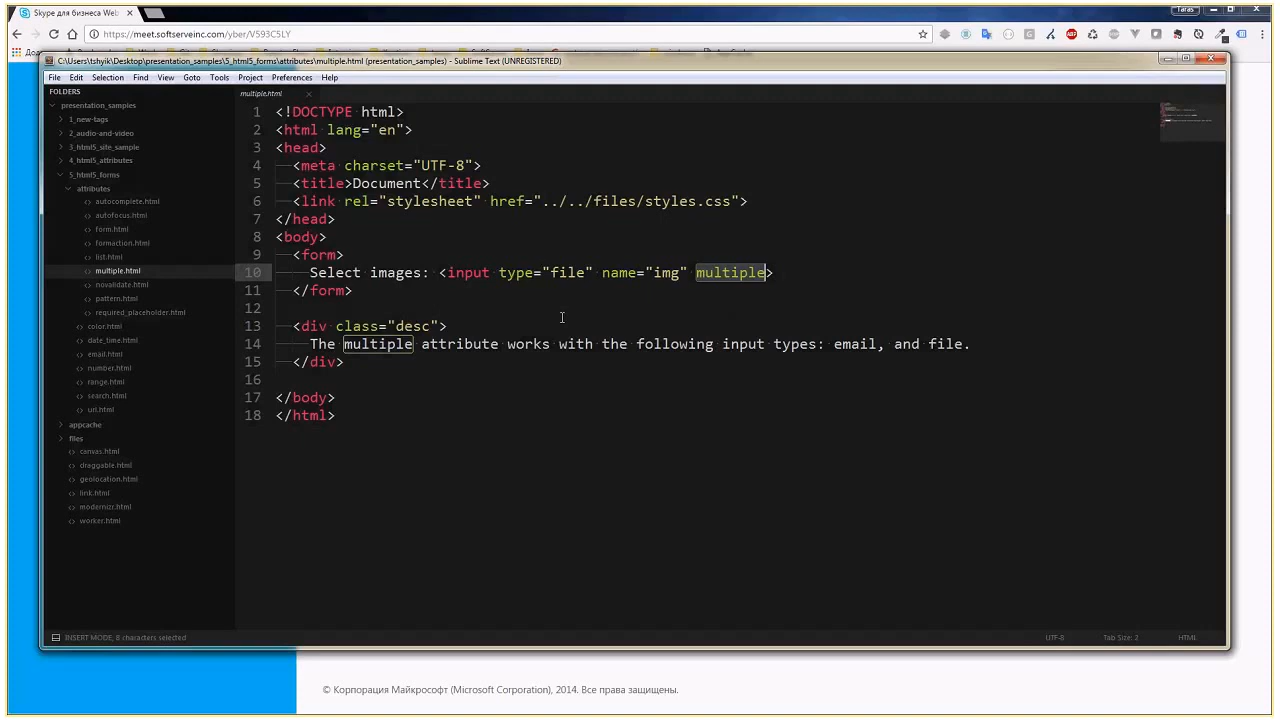 Skype для бизнеса Web
Taras
https://meet.softserveinc.com/yber/V593C5LY
C:\Users\tshyik\Desktop\presentation_samples\5_html5_forms\attributes\multiple.html (presentation_samples) - Sublime Text (UNREGISTERED)
File Edit Selection Find View Goto Tools Project Preferences Help
FOLDERS
presentation_samples
1_new-tags
2_audio-and-video
3_html5_site_sample
4_html5_attributes
5_html5_forms
attributes
autocomplete.html
autofocus.html
form.html
formaction.html
list.html
multiple.html
novalidate.html
pattern.html
required_placeholder.html
color.html
date_time.html
email.html
number.html
range.html
search.html
url.html
appcache
files
canvas.html
draggable.html
geolocation.html
link.html
modernizr.html
worker.html
multiple.html
1 <!DOCTYPE html>
2 <html lang="en">
3 <head>
4 <meta charset="UTF-8">
5 <title>Document</title>
6 <link rel="stylesheet" href="../../files/styles.css">
7 </head>
8 <body>
9 <form>
10 Select images: <input type="file" name="img" multiple>
11 </form>
12
13 <div class="desc">
14 The multiple attribute works with the following input types: email, and file.
15 </div>
16
17 </body>
18 </html>
INSERT MODE, 8 characters selected
UTF-8 Tab Size: 2 HTML
© Корпорация Майкрософт (Microsoft Corporation), 2014. Все права защищены.